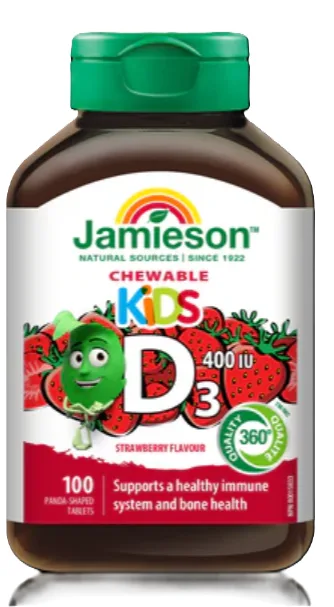 Jamieson™
NATURAL SOURCES | SINCE 1922
CHEWABLE
KiDS
D3
400 IU
STRAWBERRY FLAVOUR
QUALITY
360°
QUALITÉ
100
PANDA-SHAPED
TABLETS
Supports a healthy immune
system and bone health